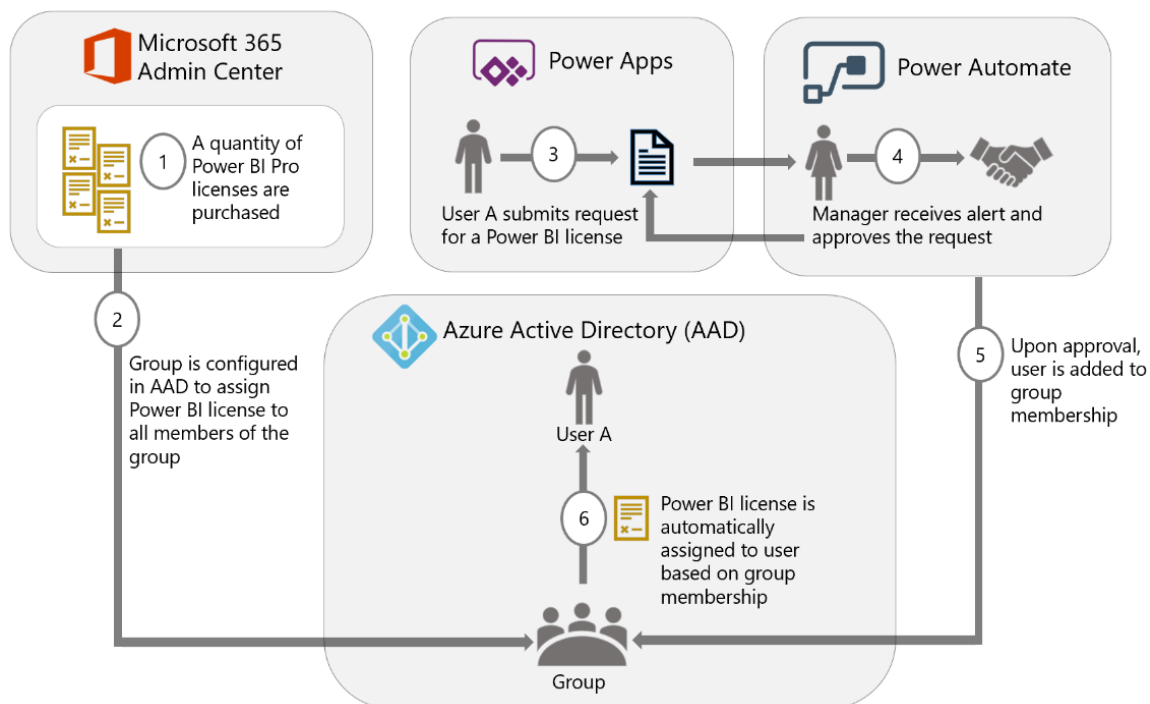 Microsoft 365
Admin Center
1
A quantity of
Power BI Pro
licenses are
purchased
Power Apps
3
User A submits request
for a Power BI license
Power Automate
4
Manager receives alert and
approves the request
2
Group is configured
in AAD to assign
Power BI license to
all members of the
group
Azure Active Directory (AAD)
User A
6
Power BI license is
automatically
assigned to user
based on group
membership
Group
5
Upon approval,
user is added to
group
membership